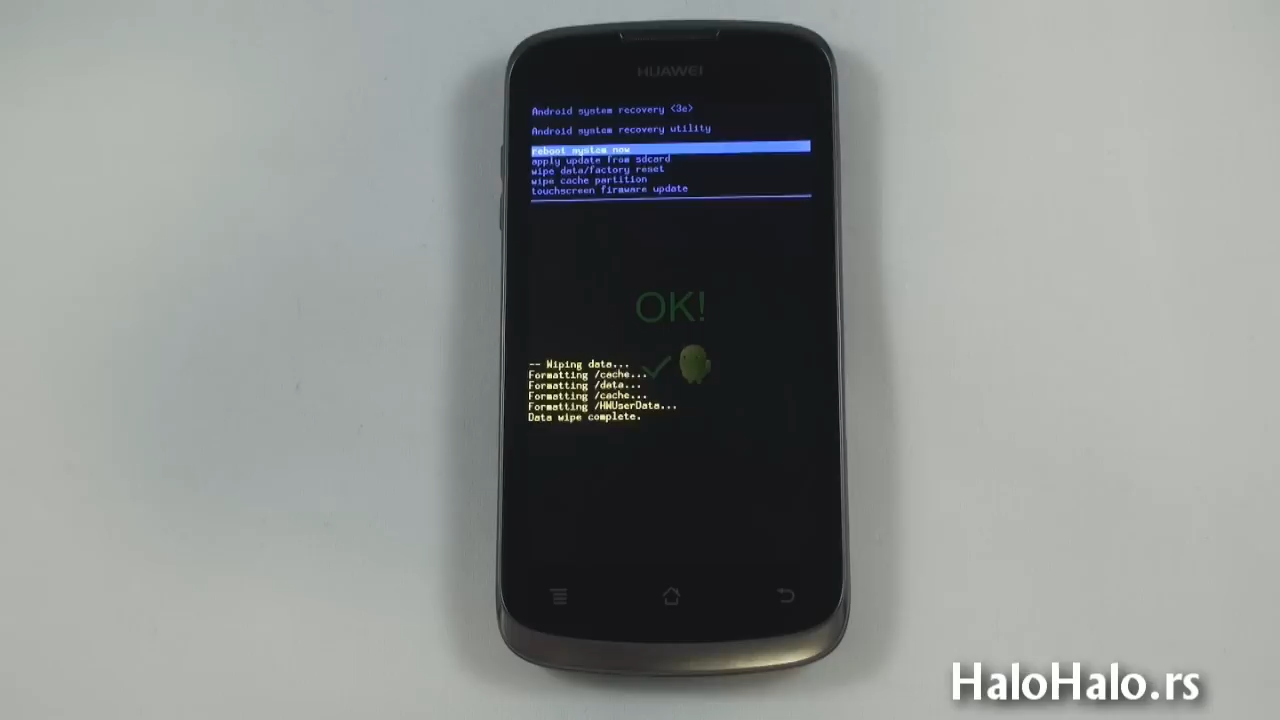 HUAWEI
Android system recovery <3e>
Android system recovery utility
reboot system now
apply update from sdcard
wipe data/factory reset
wipe cache partition
touchscreen firmware update
OK!
-- Wiping data...
Formatting /cache...
Formatting /data...
Formatting /cache...
Formatting /HWUserData...
Data wipe complete.
HaloHalo.rs